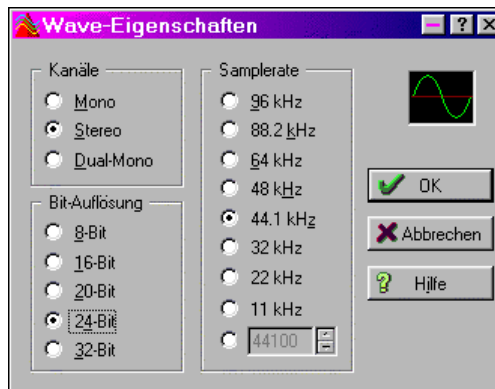 Wave-Eigenschaften
Kanäle
Mono
Stereo
Dual-Mono
Bit-Auflösung
8-Bit
16-Bit
20-Bit
24-Bit
32-Bit
Samplerate
96 kHz
88.2 kHz
64 kHz
48 kHz
44.1 kHz
32 kHz
22 kHz
11 kHz
44100
OK
Abbrechen
Hilfe